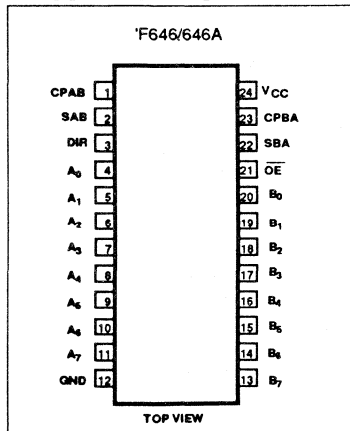 'F646/646A
CPAB 1 24 VCC
SAB 2 23 CPBA
DIR 3 22 SBA
A0 4 21 OE
A1 5 20 B0
A2 6 19 B1
A3 7 18 B2
A4 8 17 B3
A5 9 16 B4
A6 10 15 B5
A7 11 14 B6
GND 12 13 B7
TOP VIEW